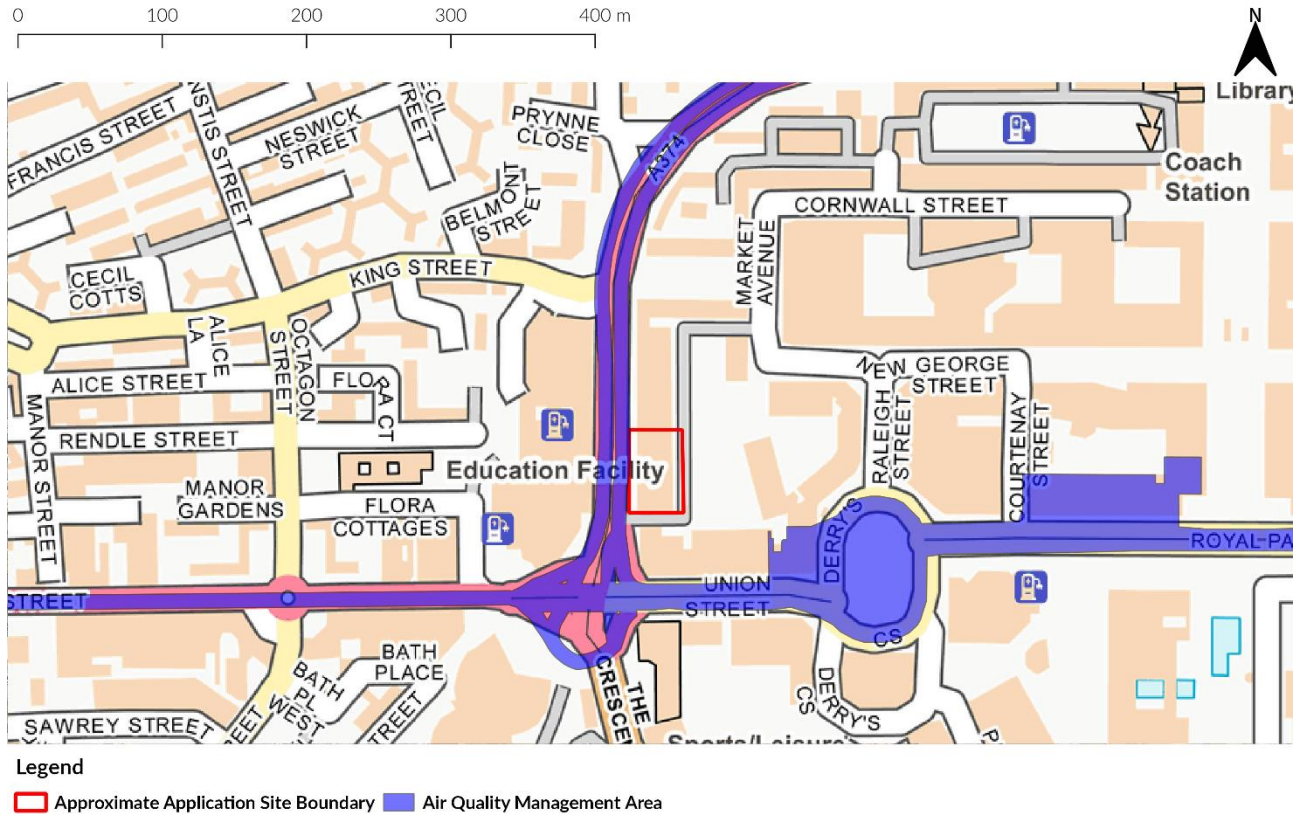 0 100 200 300 400 m
N
Library
FRANCIS STREET
NESWICK
STREET
PRYNNE
CLOSE
A374
Coach
Station
BELMONT
STREET
CORNWALL STREET
MARKET
AVENUE
CECIL
COTTS
KING STREET
ALICE
LA
OCTAGON
STREET
ALICE STREET
FLORA CT
NEW GEORGE
STREET
MANOR STREET
RENDLE STREET
RALEIGH
STREET
COURTENAY
STREET
Education Facility
MANOR
GARDENS
FLORA
COTTAGES
DERRY'S
CS
ROYAL PA
STREET
UNION
STREET
BATH
PLACE
BATH
PL
WEST
THE
CRESCEN
DERRY'S
CS
SAWREY STREET
STREET
Legend
Approximate Application Site Boundary
Air Quality Management Area